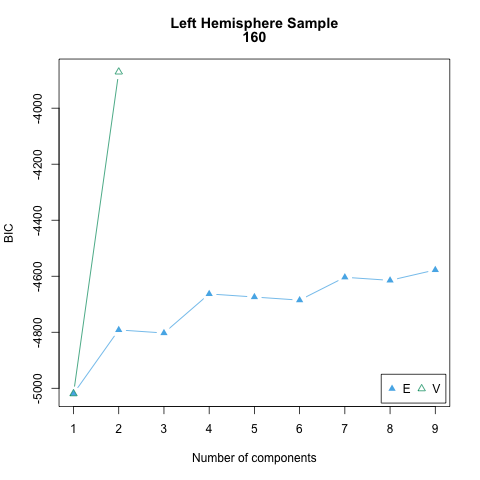 Left Hemisphere Sample
160
BIC
-4000
-4200
-4400
-4600
-4800
-5000
E V
1 2 3 4 5 6 7 8 9
Number of components